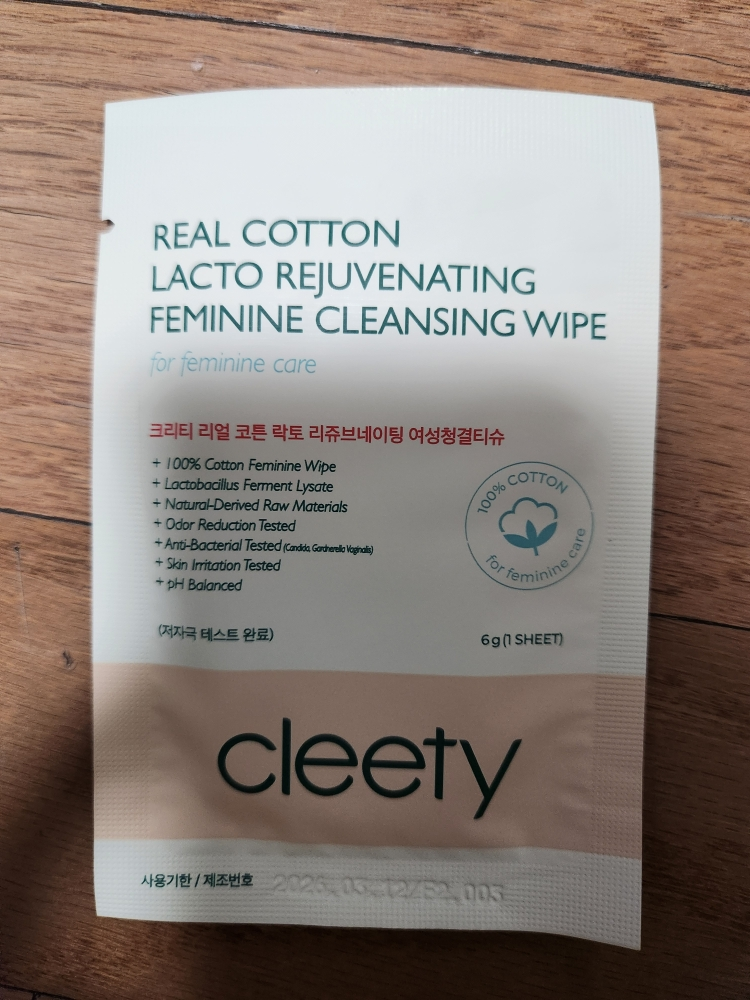 REAL COTTON
LACTO REJUVENATING
FEMININE CLEANSING WIPE
for feminine care
크리티 리얼 코튼 락토 리쥬브네이팅 여성청결티슈
+ 100% Cotton Feminine Wipe
+ Lactobacillus Ferment Lysate
+ Natural-Derived Raw Materials
+ Odor Reduction Tested
+ Anti-Bacterial Tested (Candida, Gardnerella Vaginalis)
+ Skin Irritation Tested
+ pH Balanced
100% COTTON
for feminine care
(저자극 테스트 완료)
6g(1 SHEET)
cleety
사용기한 / 제조번호